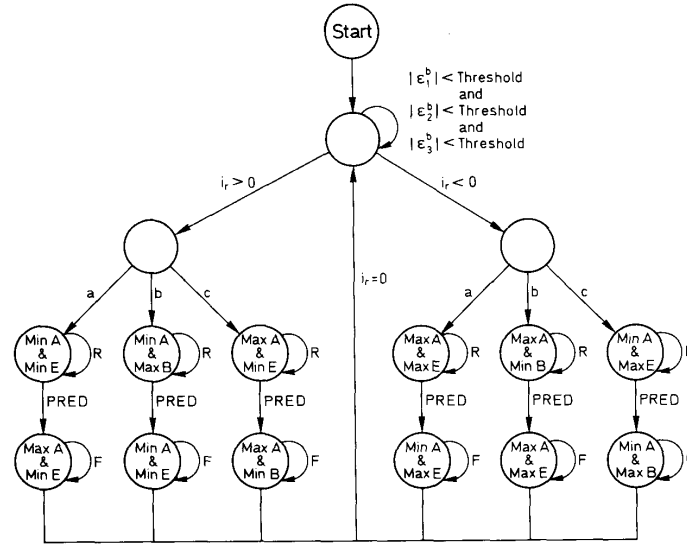 Start
|ε₁ᵇ| < Threshold
and
|ε₂ᵇ| < Threshold
and
|ε₃ᵇ| < Threshold
iᵣ > 0
iᵣ < 0
iᵣ = 0
a
b
c
a
b
c
Min A
&
Min E
R
Min A
&
Max B
R
Max A
&
Min E
R
Max A
&
Max E
R
Max A
&
Min B
R
Min A
&
Max E
PRED
PRED
PRED
PRED
PRED
PRED
Max A
&
Min E
F
Min A
&
Min E
F
Max A
&
Min B
F
Min A
&
Max E
F
Max A
&
Max E
F
Min A
&
Max B